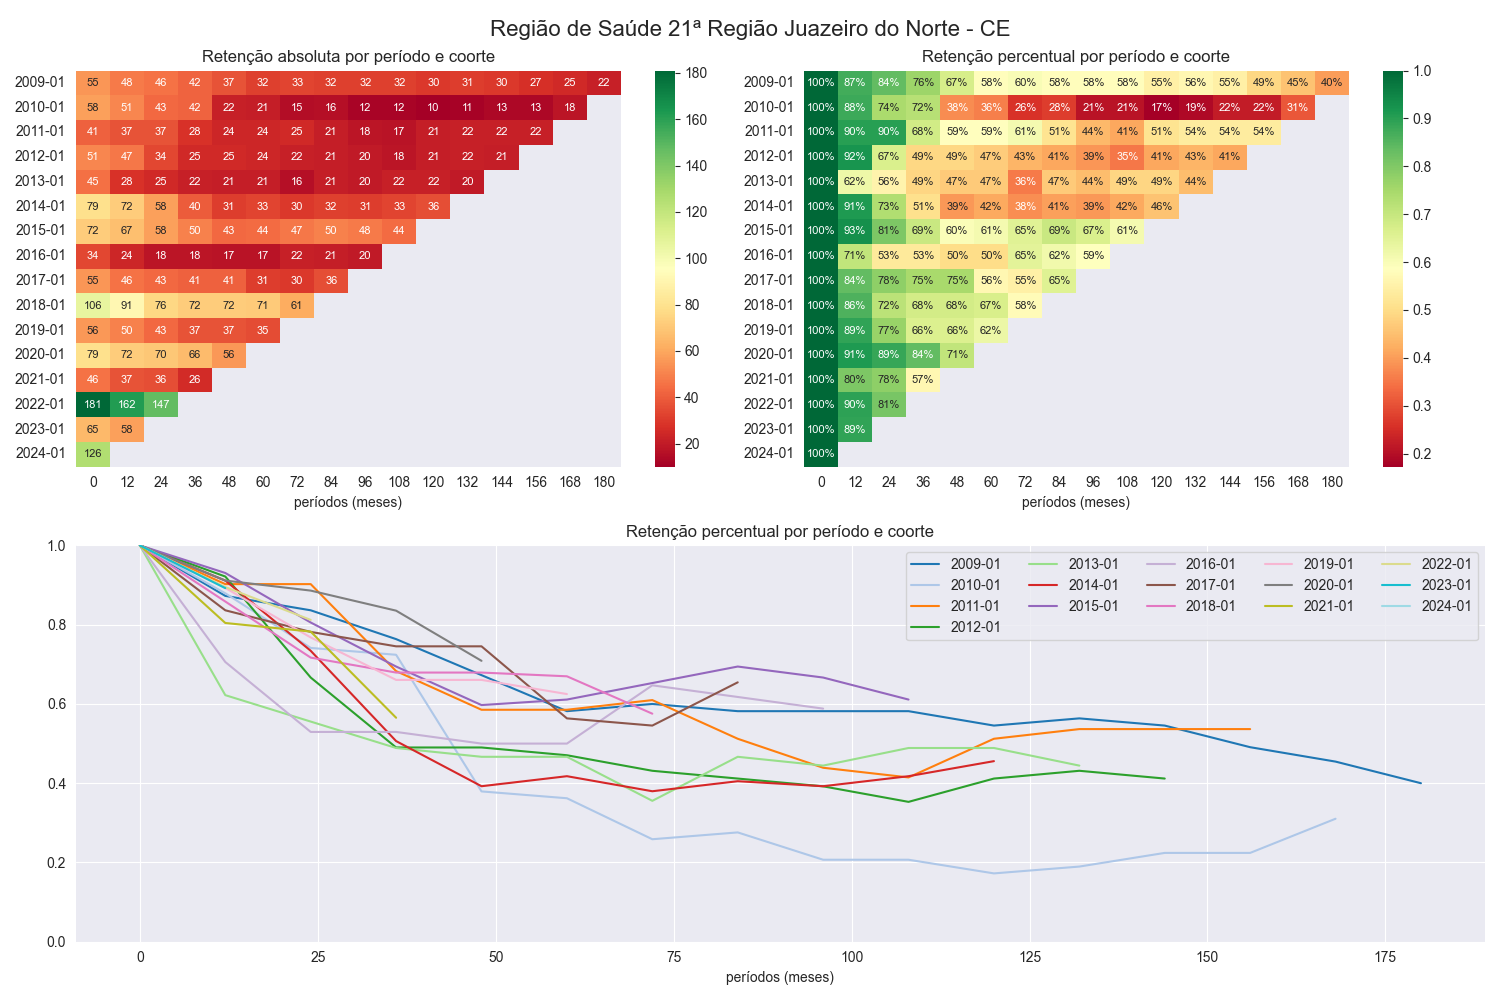 Região de Saúde 21ª Região Juazeiro do Norte - CE
Retenção absoluta por período e coorte
2009-01 55 48 46 42 37 32 33 32 32 32 30 31 30 27 25 22
2010-01 58 51 43 42 22 21 15 16 12 12 10 11 13 13 18
2011-01 41 37 37 28 24 24 25 21 18 17 21 22 22 22
2012-01 51 47 34 25 25 24 22 21 20 18 21 22 21
2013-01 45 28 25 22 21 21 16 21 20 22 22 20
2014-01 79 72 58 40 31 33 30 32 31 33 36
2015-01 72 67 58 50 43 44 47 50 48 44
2016-01 34 24 18 18 17 17 22 21 20
2017-01 55 46 43 41 41 31 30 36
2018-01 106 91 76 72 72 71 61
2019-01 56 50 43 37 37 35
2020-01 79 72 70 66 56
2021-01 46 37 36 26
2022-01 181 162 147
2023-01 65 58
2024-01 126
0 12 24 36 48 60 72 84 96 108 120 132 144 156 168 180
períodos (meses)
180
160
140
120
100
80
60
40
20
Retenção percentual por período e coorte
2009-01 100% 87% 84% 76% 67% 58% 60% 58% 58% 58% 55% 56% 55% 49% 45% 40%
2010-01 100% 88% 74% 72% 38% 36% 26% 28% 21% 21% 17% 19% 22% 22% 31%
2011-01 100% 90% 90% 68% 59% 59% 61% 51% 44% 41% 51% 54% 54% 54%
2012-01 100% 92% 67% 49% 49% 47% 43% 41% 39% 35% 41% 43% 41%
2013-01 100% 62% 56% 49% 47% 47% 36% 47% 44% 49% 49% 44%
2014-01 100% 91% 73% 51% 39% 42% 38% 41% 39% 42% 46%
2015-01 100% 93% 81% 69% 60% 61% 65% 69% 67% 61%
2016-01 100% 71% 53% 53% 50% 50% 65% 62% 59%
2017-01 100% 84% 78% 75% 75% 56% 55% 65%
2018-01 100% 86% 72% 68% 68% 67% 58%
2019-01 100% 89% 77% 66% 66% 62%
2020-01 100% 91% 89% 84% 71%
2021-01 100% 80% 78% 57%
2022-01 100% 90% 81%
2023-01 100% 89%
2024-01 100%
0 12 24 36 48 60 72 84 96 108 120 132 144 156 168 180
períodos (meses)
1.0
0.9
0.8
0.7
0.6
0.5
0.4
0.3
0.2
Retenção percentual por período e coorte
1.0
0.8
0.6
0.4
0.2
0.0
2009-01 2013-01 2016-01 2019-01 2022-01
2010-01 2014-01 2017-01 2020-01 2023-01
2011-01 2015-01 2018-01 2021-01 2024-01
2012-01
0 25 50 75 100 125 150 175
períodos (meses)